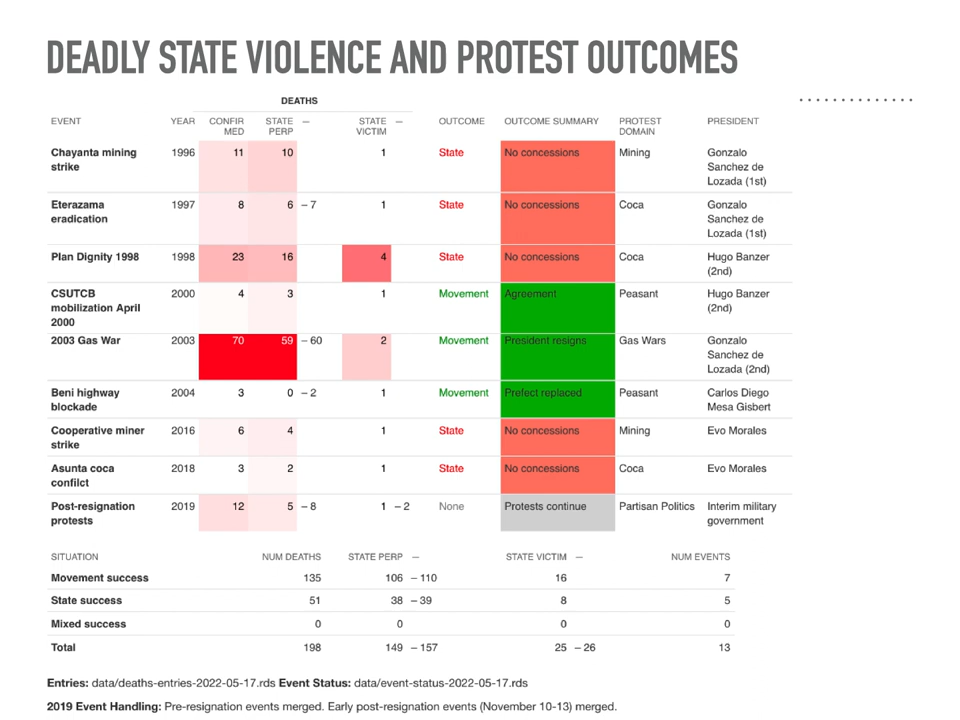 DEADLY STATE VIOLENCE AND PROTEST OUTCOMES
DEATHS
EVENT YEAR CONFIR MED STATE PERP — STATE VICTIM — OUTCOME OUTCOME SUMMARY PROTEST DOMAIN PRESIDENT
Chayanta mining strike 1996 11 10 1 State No concessions Mining Gonzalo Sanchez de Lozada (1st)
Eterazama eradication 1997 8 6 – 7 1 State No concessions Coca Gonzalo Sanchez de Lozada (1st)
Plan Dignity 1998 1998 23 16 4 State No concessions Coca Hugo Banzer (2nd)
CSUTCB mobilization April 2000 2000 4 3 1 Movement Agreement Peasant Hugo Banzer (2nd)
2003 Gas War 2003 70 59 – 60 2 Movement President resigns Gas Wars Gonzalo Sanchez de Lozada (2nd)
Beni highway blockade 2004 3 0 – 2 1 Movement Prefect replaced Peasant Carlos Diego Mesa Gisbert
Cooperative miner strike 2016 6 4 1 State No concessions Mining Evo Morales
Asunta coca confilct 2018 3 2 1 State No concessions Coca Evo Morales
Post-resignation protests 2019 12 5 – 8 1 – 2 None Protests continue Partisan Politics Interim military government
SITUATION NUM DEATHS STATE PERP — STATE VICTIM — NUM EVENTS
Movement success 135 106 – 110 16 7
State success 51 38 – 39 8 5
Mixed success 0 0 0 0
Total 198 149 – 157 25 – 26 13
Entries: data/deaths-entries-2022-05-17.rds Event Status: data/event-status-2022-05-17.rds
2019 Event Handling: Pre-resignation events merged. Early post-resignation events (November 10-13) merged.